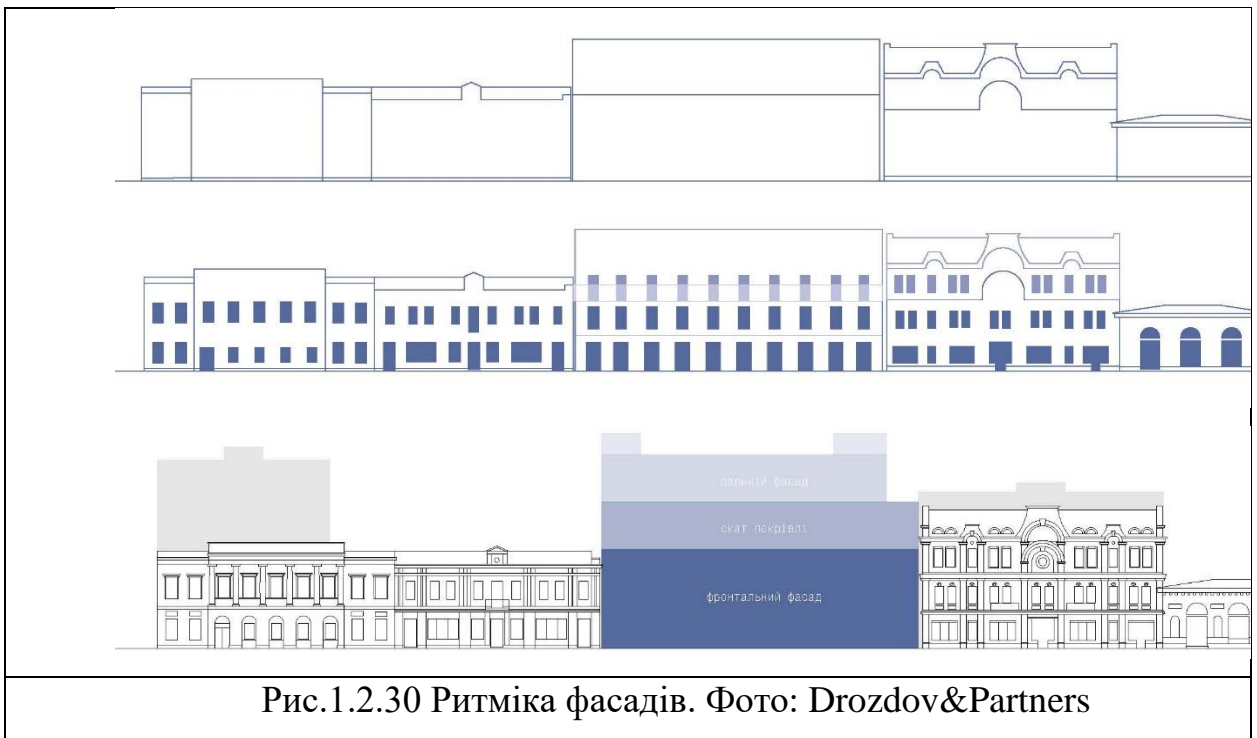 дальній фасад
скат покрівлі
фронтальний фасад
Рис.1.2.30 Ритміка фасадів. Фото: Drozdov&Partners